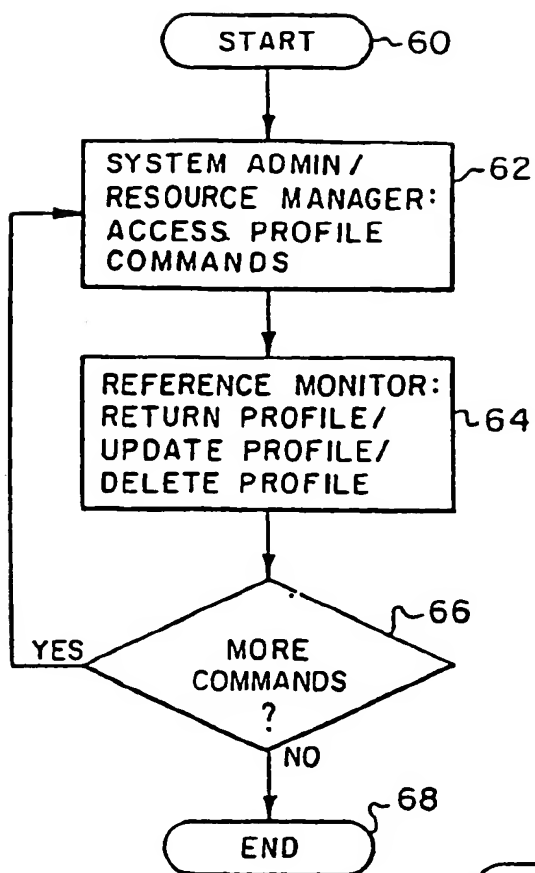 START 60
SYSTEM ADMIN/
RESOURCE MANAGER:
ACCESS PROFILE
COMMANDS
62
REFERENCE MONITOR:
RETURN PROFILE/
UPDATE PROFILE/
DELETE PROFILE
64
66
YES
MORE
COMMANDS
?
NO
68
END